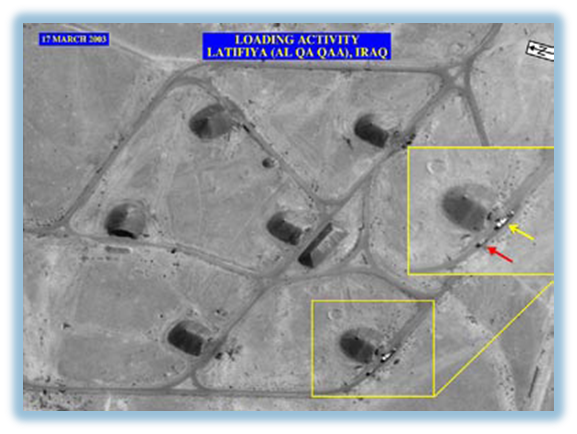 17 MARCH 2003
LOADING ACTIVITY
LATIFIYA (AL QA QAA), IRAQ
N